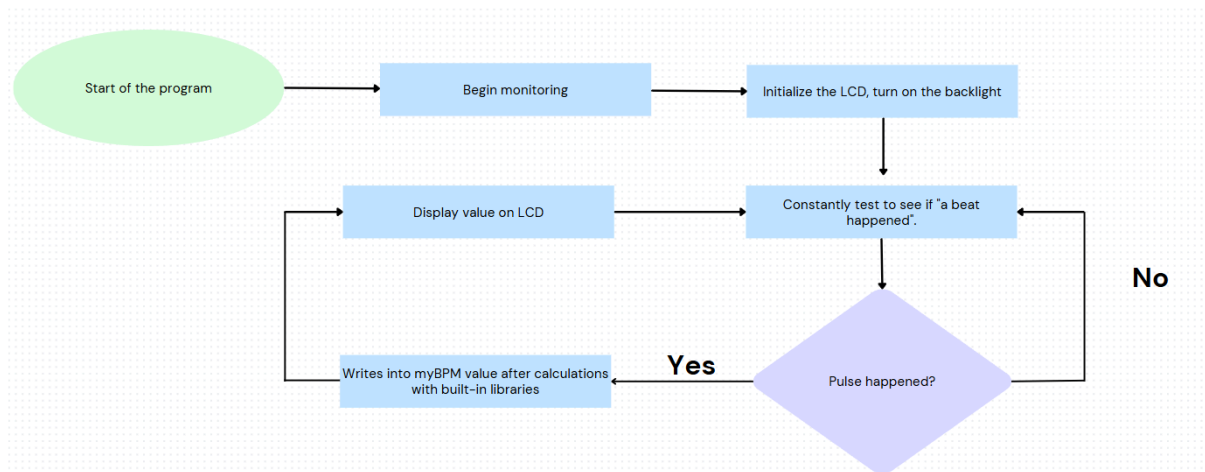 Start of the program
Begin monitoring
Initialize the LCD, turn on the backlight
Display value on LCD
Constantly test to see if "a beat
happened".
No
Yes
Writes into myBPM value after calculations
with built-in libraries
Pulse happened?